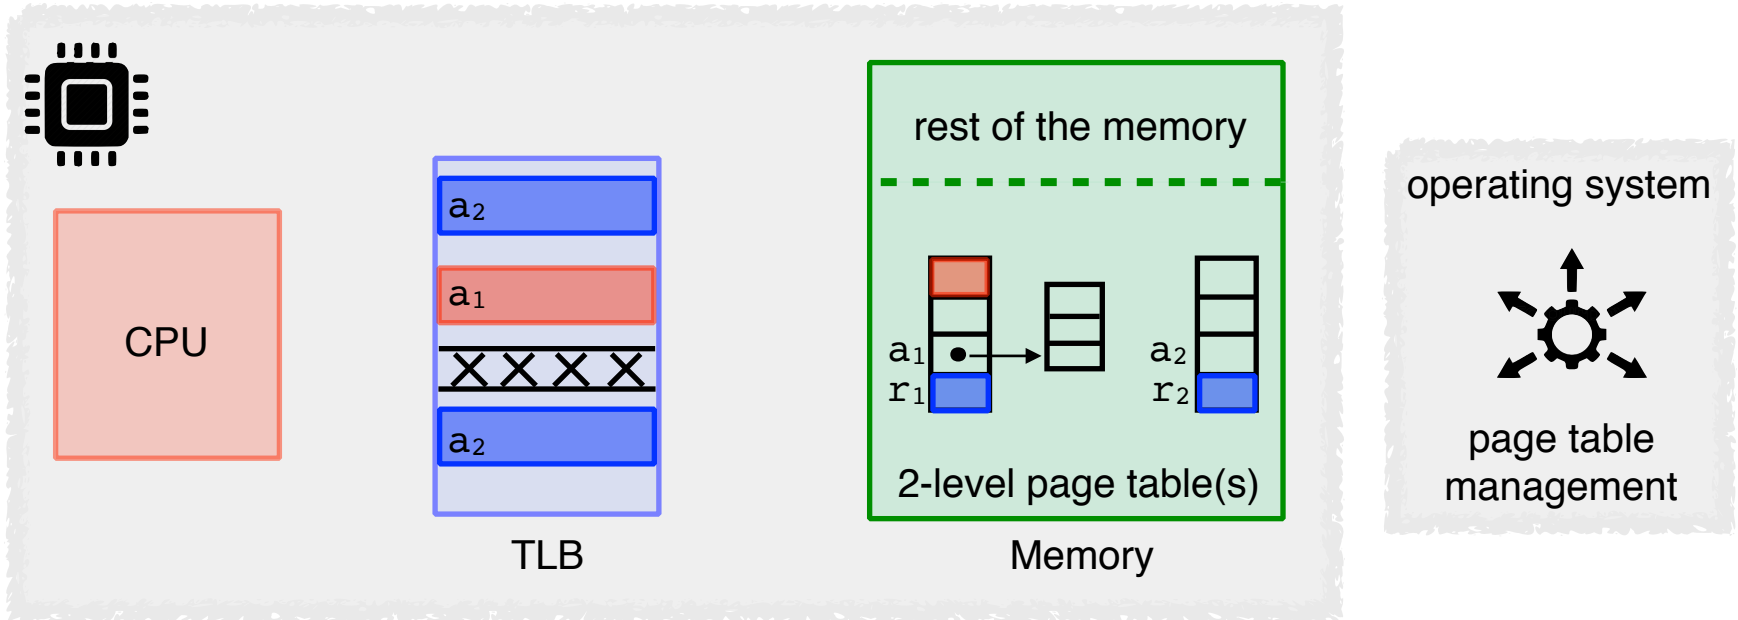 CPU
a₂
a₁
a₂
TLB
rest of the memory
a₁
r₁
a₂
r₂
2-level page table(s)
Memory
operating system
page table
management